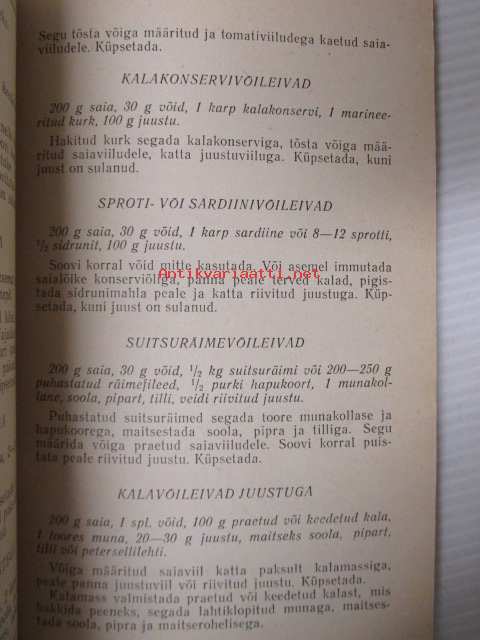 Segu tõsta võiga määritud ja tomativiiludega kaetud saia-
viiludele. Küpsetada.
KALAKONSERVIVÕILEIVAD
200 g saia, 30 g võid, 1 karp kalakonservi, 1 marinee-
ritud kurk, 100 g juustu.
Hakitud kurk segada kalakonserviga, tõsta võiga mää-
ritud saiaviiludele, katta juustuviiluga. Küpsetada, kuni
juust on sulanud.
SPROTI- VÕI SARDIINIVÕILEIVAD
200 g saia, 30 g võid, 1 karp sardiine või 8—12 sprotti,
1/2 sidrunit, 100 g juustu.
Soovi korral võid mitte kasutada. Või asemel immutada
saialõike konserviõliga, panna peale terved kalad, pigis-
tada sidrunimahla peale ja katta riivitud juustuga. Küp-
setada, kuni juust on sulanud.
Antikvariaatti.net
SUITSURÄIMEVÕILEIVAD
200 g saia, 30 g võid, 1/2 kg suitsuräimi või 200—250 g
puhastatud räimefileed, 1/2 purki hapukoort, 1 munakol-
lane, soola, pipart, tilli, veidi riivitud juustu.
Puhastatud suitsuräimed segada toore munakollase ja
hapukoorega, maitsestada soola, pipra ja tilliga. Segu
määrida võiga praetud saiaviiludele. Soovi korral puis-
tata peale riivitud juustu. Küpsetada.
KALAVÕILEIVAD JUUSTUGA
200 g saia, 1 spl. võid, 100 g praetud või keedetud kala,
1 toores muna, 20—30 g juustu, maitseks soola, pipart,
tilli või petersellilehti.
Võiga määritud saiaviil katta paksult kalamassiga,
peale panna juustuviil või riivitud juustu. Küpsetada.
Kalamass valmistada praetud või keedetud kalast, mis
hakkida peeneks, segada lahtiklopitud munaga, maitses-
tada soola, pipra ja maitserohelisega.